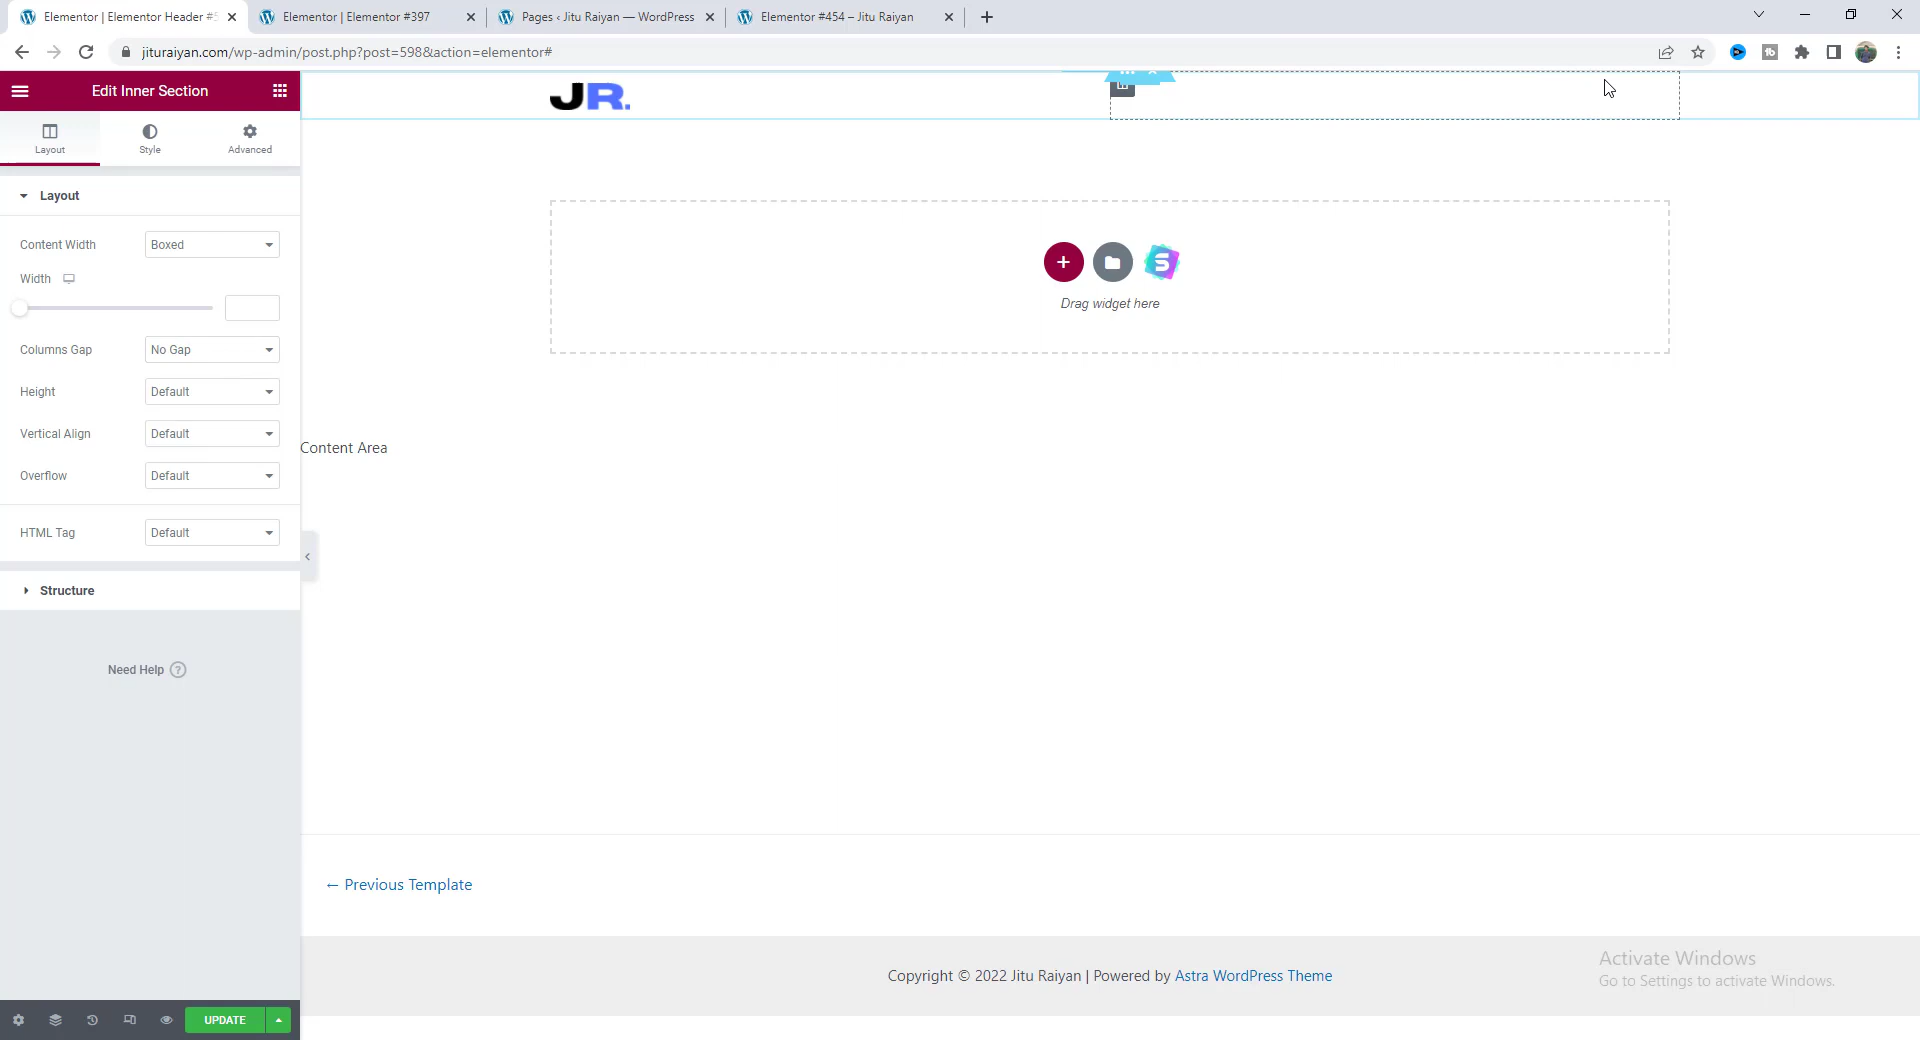 Elementor | Elementor Header #5
Elementor | Elementor #397
Pages ‹ Jitu Raiyan — WordPress
Elementor #454 – Jitu Raiyan
jituraiyan.com/wp-admin/post.php?post=598&action=elementor#
Edit Inner Section
JR.
Layout
Style
Advanced
Layout
Content Width
Boxed
Width
Columns Gap
No Gap
Height
Default
Vertical Align
Default
Overflow
Default
HTML Tag
Default
Structure
Need Help ?
Drag widget here
Content Area
← Previous Template
Copyright © 2022 Jitu Raiyan | Powered by Astra WordPress Theme
Activate Windows
Go to Settings to activate Windows.
UPDATE